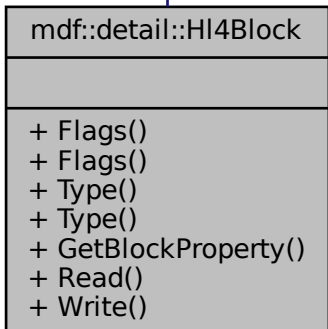 mdf::detail::Hl4Block
+ Flags()
+ Flags()
+ Type()
+ Type()
+ GetBlockProperty()
+ Read()
+ Write()